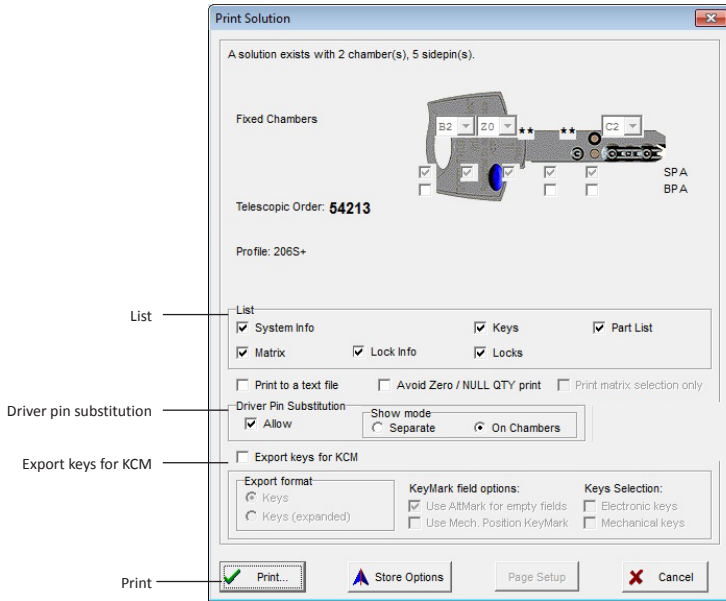 Print Solution
A solution exists with 2 chamber(s), 5 sidepin(s).
Fixed Chambers
B2 Z0 ** ** C2
SPA
BPA
Telescopic Order: 54213
Profile: 206S+
List
List
System Info Keys Part List
Matrix Lock Info Locks
Print to a text file Avoid Zero / NULL QTY print Print matrix selection only
Driver pin substitution
Driver Pin Substitution
Show mode
Allow Separate On Chambers
Export keys for KCM
Export keys for KCM
Export format
KeyMark field options: Keys Selection:
Keys Use AltMark for empty fields Electronic keys
Keys (expanded) Use Mech. Position KeyMark Mechanical keys
Print
Print... Store Options Page Setup Cancel